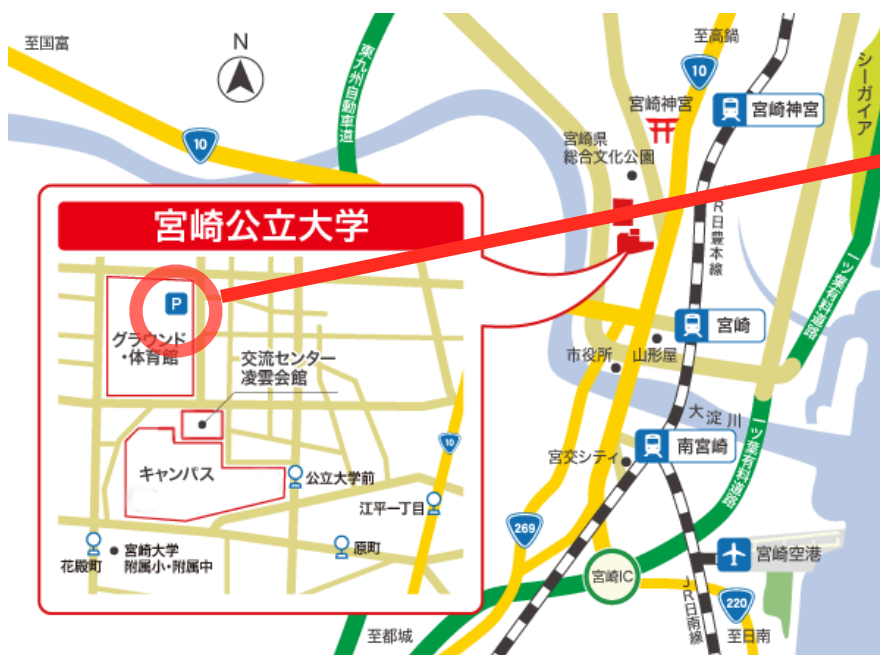 至国富
N
東九州自動車道
10
至高鍋
10
宮崎神宮
宮崎神宮
シーガイア
宮崎県
総合文化公園
宮崎公立大学
P
グラウンド
・体育館
交流センター
凌雲会館
キャンパス
公立大学前
10
江平一丁目
原町
花殿町
宮崎大学
附属小・附属中
JR日豊本線
一ツ葉有料道路
宮崎
市役所
山形屋
大淀川
南宮崎
一ツ葉有料道路
宮交シティ
269
宮崎空港
宮崎IC
JR日南線
220
至都城
至日南